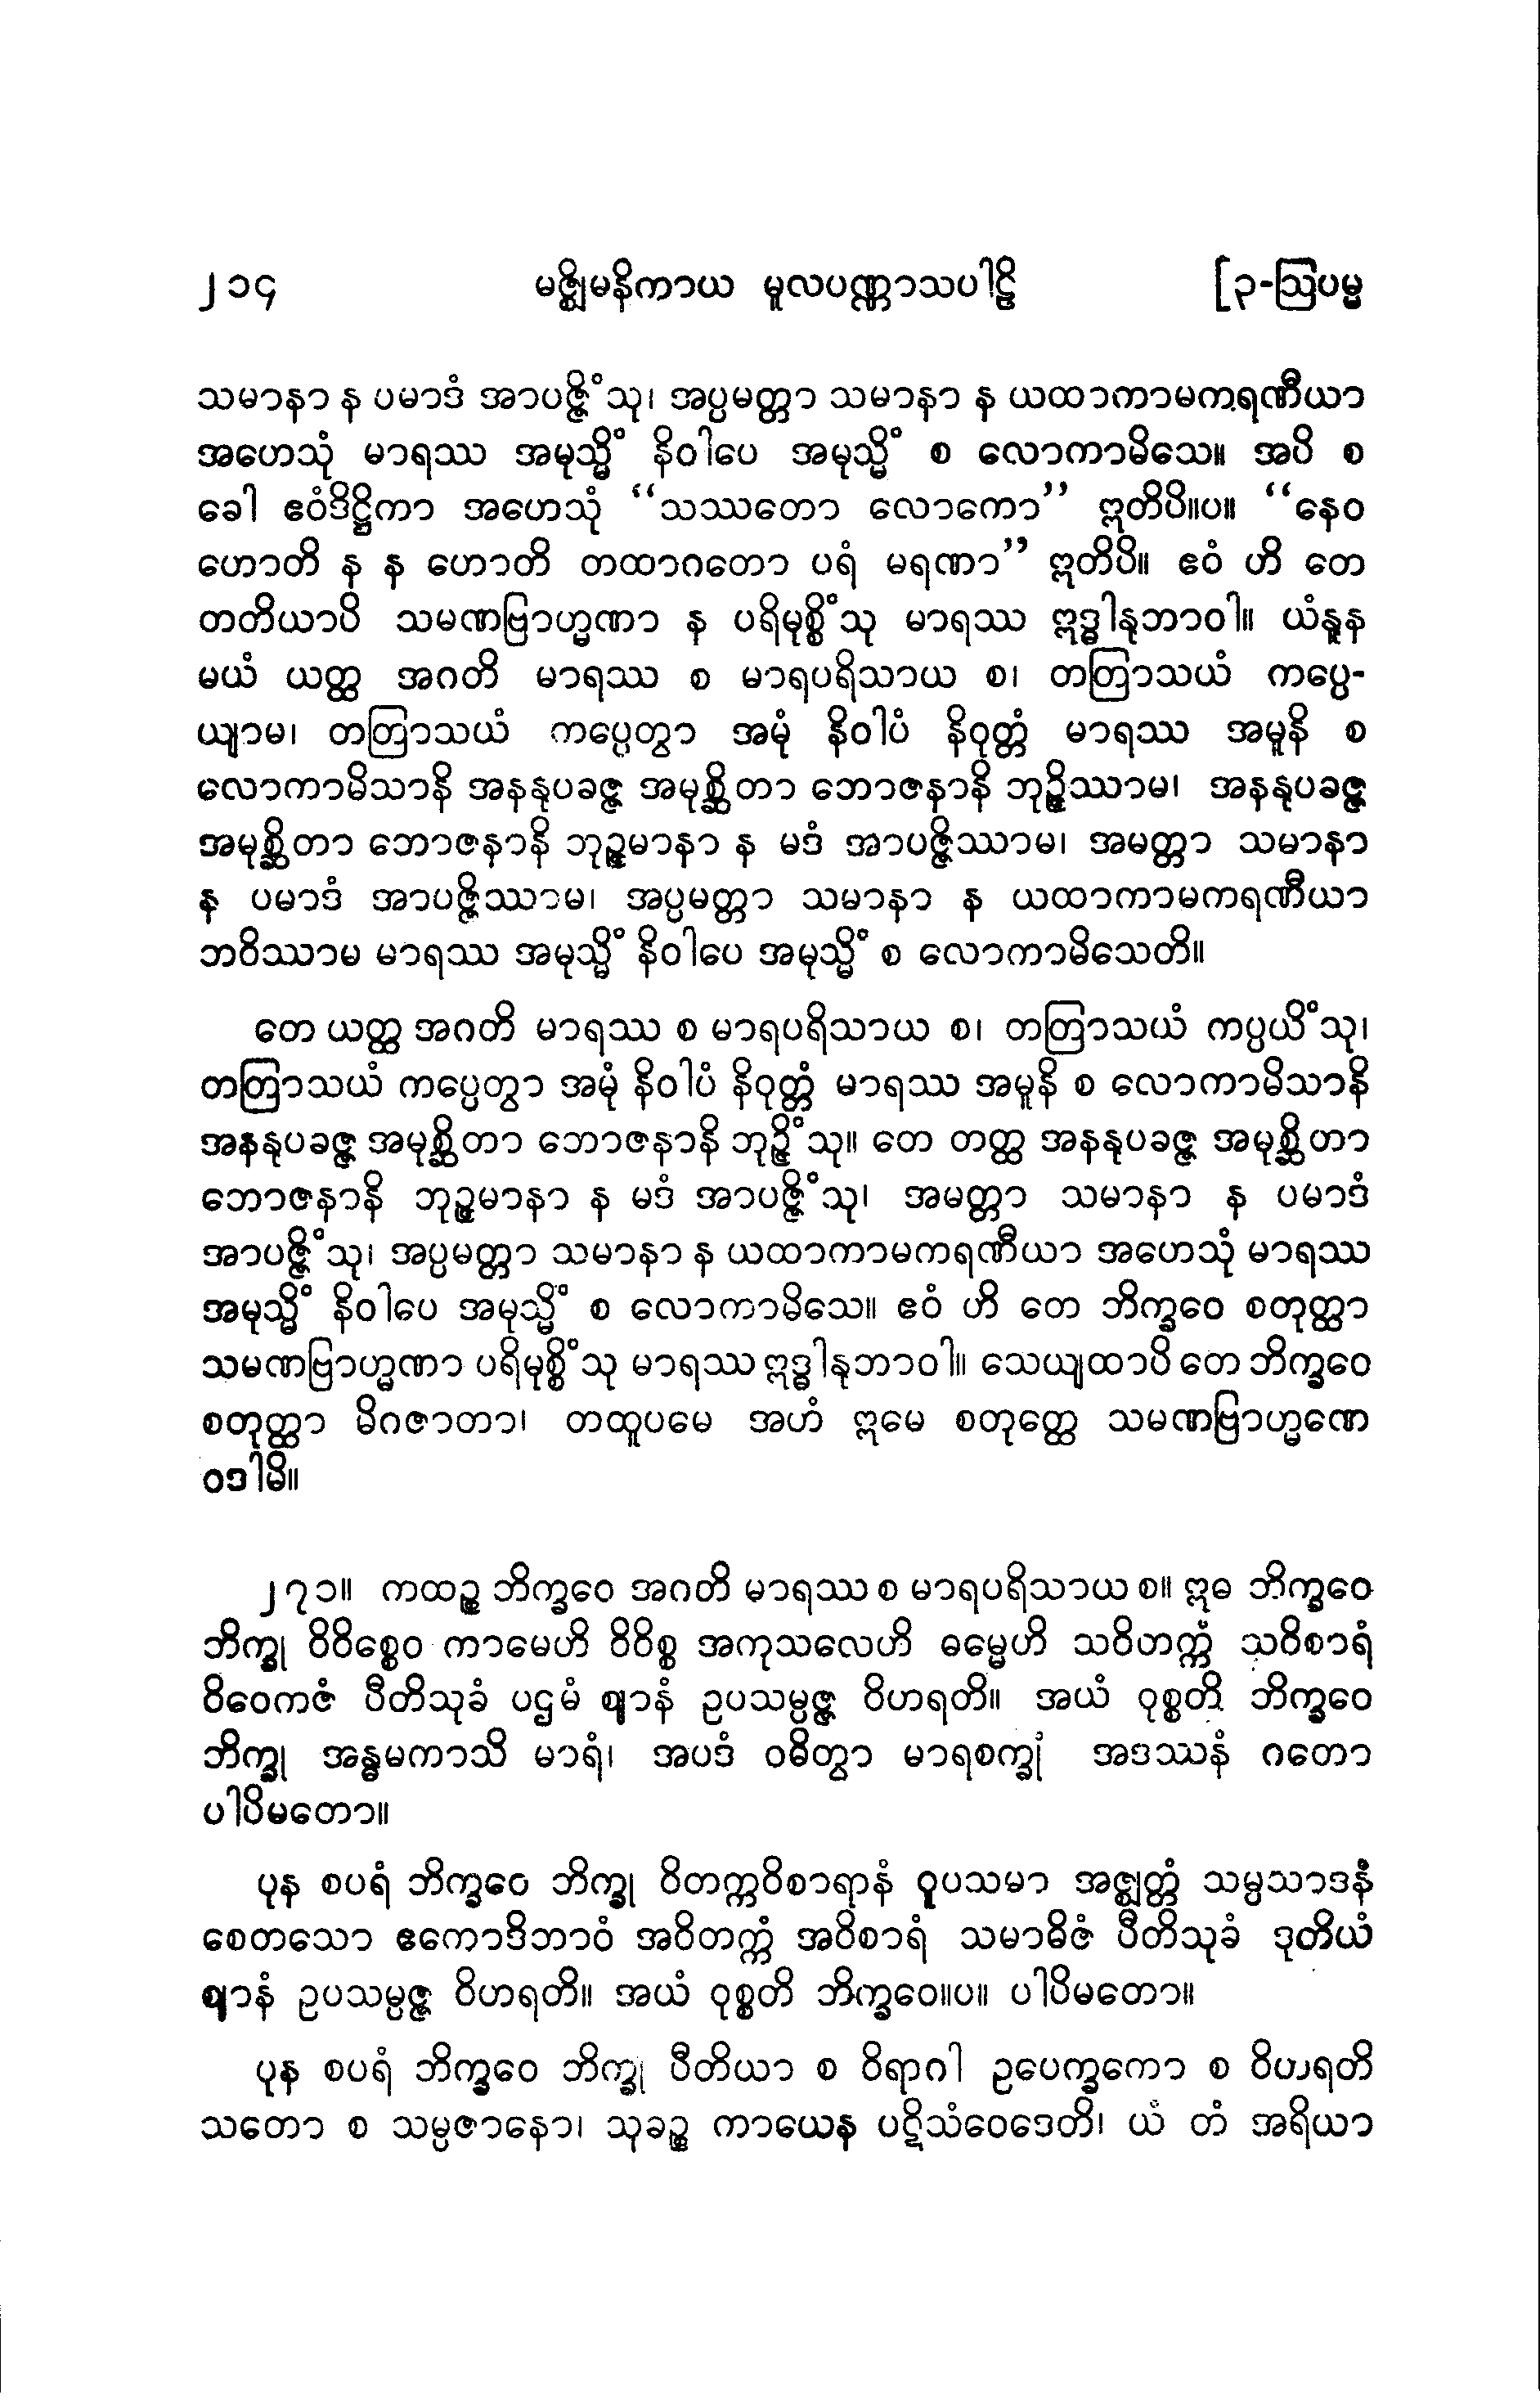 ၂၁၄ မဇ္ဈိမနိကာယ မူလပဏ္ဏာသပါဠိ [၃-ဩပမ္မ
သမာနာ န ပမာဒံ အာပဇ္ဇိံသု၊ အပ္ပမတ္တာ သမာနာ န ယထာကာမကရဏီယာ
အဟေသုံ မာရဿ အမုသ္မိံ နိဝါပေ အမုသ္မိံ စ လောကာမိသေ။ အပိ စ
ခေါ ဧဝံဒိဋ္ဌိကာ အဟေသုံ “သဿတော လောကော” ဣတိပိ။ပ။ “နေဝ
ဟောတိ န န ဟောတိ တထာဂတော ပရံ မရဏာ” ဣတိပိ။ ဧဝံ ဟိ တေ
တတိယာပိ သမဏဗြာဟ္မဏာ န ပရိမုစ္စိံသု မာရဿ ဣဒ္ဓါနုဘာဝါ။ ယံနူန
မယံ ယတ္ထ အဂတိ မာရဿ စ မာရပရိသာယ စ၊ တတြာသယံ ကပ္ပေ-
ယျာမ၊ တတြာသယံ ကပ္ပေတွာ အမုံ နိဝါပံ နိဝုတ္တံ မာရဿ အမူနိ စ
လောကာမိသာနိ အနနုပခဇ္ဇ အမုစ္ဆိတာ ဘောဇနာနိ ဘုဉ္ဇိဿာမ၊ အနနုပခဇ္ဇ
အမုစ္ဆိတာ ဘောဇနာနိ ဘုဉ္ဇမာနာ န မဒံ အာပဇ္ဇိဿာမ၊ အမတ္တာ သမာနာ
န ပမာဒံ အာပဇ္ဇိဿာမ၊ အပ္ပမတ္တာ သမာနာ န ယထာကာမကရဏီယာ
ဘဝိဿာမ မာရဿ အမုသ္မိံ နိဝါပေ အမုသ္မိံ စ လောကာမိသေတိ။
တေ ယတ္ထ အဂတိ မာရဿ စ မာရပရိသာယ စ၊ တတြာသယံ ကပ္ပယိံသု၊
တတြာသယံ ကပ္ပေတွာ အမုံ နိဝါပံ နိဝုတ္တံ မာရဿ အမူနိ စ လောကာမိသာနိ
အနနုပခဇ္ဇ အမုစ္ဆိတာ ဘောဇနာနိ ဘုဉ္ဇိံသု။ တေ တတ္ထ အနနုပခဇ္ဇ အမုစ္ဆိတာ
ဘောဇနာနိ ဘုဉ္ဇမာနာ န မဒံ အာပဇ္ဇိံသု၊ အမတ္တာ သမာနာ န ပမာဒံ
အာပဇ္ဇိံသု၊ အပ္ပမတ္တာ သမာနာ န ယထာကာမကရဏီယာ အဟေသုံ မာရဿ
အမုသ္မိံ နိဝါပေ အမုသ္မိံ စ လောကာမိသေ။ ဧဝံ ဟိ တေ ဘိက္ခဝေ စတုတ္ထာ
သမဏဗြာဟ္မဏာ ပရိမုစ္စိံသု မာရဿ ဣဒ္ဓါနုဘာဝါ။ သေယျထာပိ တေ ဘိက္ခဝေ
စတုတ္ထာ မိဂဇာတာ၊ တထူပမေ အဟံ ဣမေ စတုတ္ထေ သမဏဗြာဟ္မဏေ
ဝဒါမိ။
၂၇၁။ ကထဉ္စ ဘိက္ခဝေ အဂတိ မာရဿ စ မာရပရိသာယ စ။ ဣဓ ဘိက္ခဝေ
ဘိက္ခု ဝိဝိစ္စေဝ ကာမေဟိ ဝိဝိစ္စ အကုသလေဟိ ဓမ္မေဟိ သဝိတက္ကံ သဝိစာရံ
ဝိဝေကဇံ ပီတိသုခံ ပဌမံ ဈာနံ ဥပသမ္ပဇ္ဇ ဝိဟရတိ။ အယံ ဝုစ္စတိ ဘိက္ခဝေ
ဘိက္ခု အန္ဓမကာသိ မာရံ၊ အပဒံ ဝဓိတွာ မာရစက္ခုံ အဒဿနံ ဂတော
ပါပိမတော။
ပုန စပရံ ဘိက္ခဝေ ဘိက္ခု ဝိတက္ကဝိစာရာနံ ဝူပသမာ အဇ္ဈတ္တံ သမ္ပသာဒနံ
စေတသော ဧကောဒိဘာဝံ အဝိတက္ကံ အဝိစာရံ သမာဓိဇံ ပီတိသုခံ ဒုတိယံ
ဈာနံ ဥပသမ္ပဇ္ဇ ဝိဟရတိ။ အယံ ဝုစ္စတိ ဘိက္ခဝေ။ပ။ ပါပိမတော။
ပုန စပရံ ဘိက္ခဝေ ဘိက္ခု ပီတိယာ စ ဝိရာဂါ ဥပေက္ခကော စ ဝိဟရတိ
သတော စ သမ္ပဇာနော၊ သုခဉ္စ ကာယေန ပဋိသံဝေဒေတိ၊ ယံ တံ အရိယာ